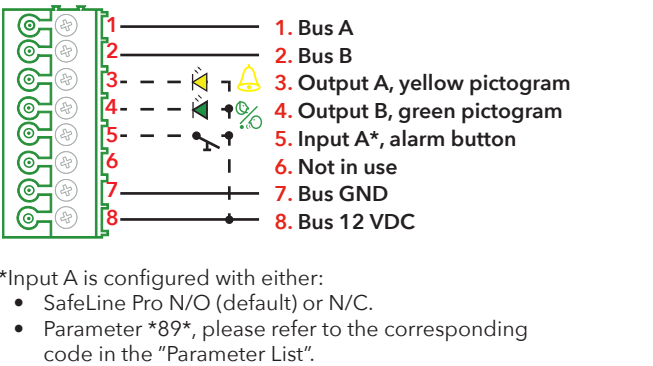 1 1. Bus A
2 2. Bus B
3 3. Output A, yellow pictogram
4 4. Output B, green pictogram
5 5. Input A*, alarm button
6 6. Not in use
7 7. Bus GND
8 8. Bus 12 VDC
*Input A is configured with either:
• SafeLine Pro N/O (default) or N/C.
• Parameter *89*, please refer to the corresponding
code in the ”Parameter List”.